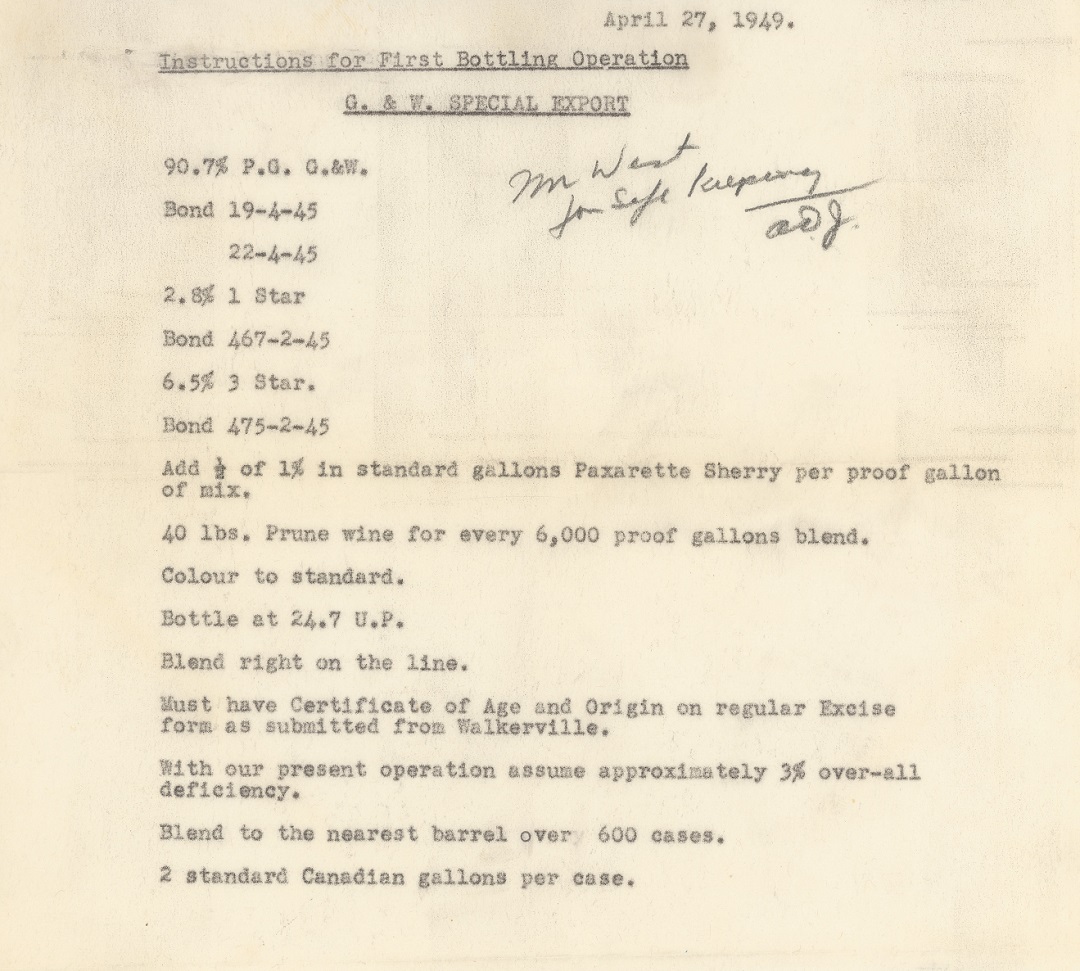 April 27, 1949.
Instructions for First Bottling Operation
G. & W. SPECIAL EXPORT
90.7% P.G. G.&W.
Mr West
for Safe keeping
Bond 19-4-45
22-4-45
2.8% 1 Star
Bond 467-2-45
6.5% 3 Star.
Bond 475-2-45
Add ½ of 1% in standard gallons Paxarette Sherry per proof gallon
of mix.
40 lbs. Prune wine for every 6,000 proof gallons blend.
Colour to standard.
Bottle at 24.7 U.P.
Blend right on the line.
Must have Certificate of Age and Origin on regular Excise
form as submitted from Walkerville.
With our present operation assume approximately 3% over-all
deficiency.
Blend to the nearest barrel over 600 cases.
2 standard Canadian gallons per case.